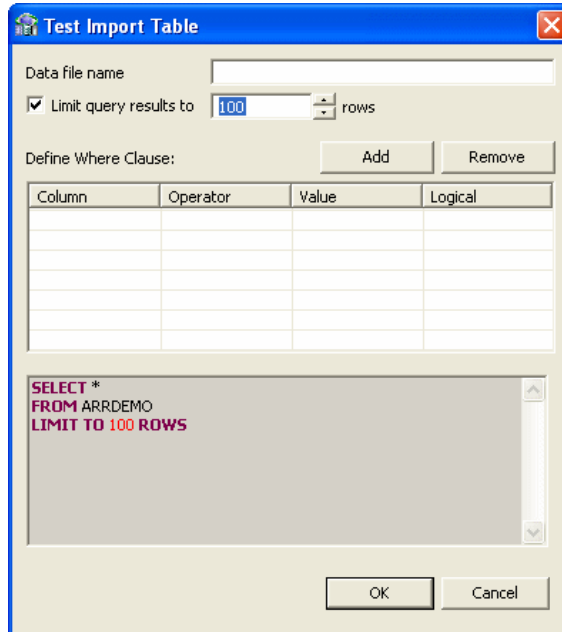 Test Import Table
Data file name
Limit query results to 100 rows
Define Where Clause: Add Remove
Column Operator Value Logical
SELECT *
FROM ARRDEMO
LIMIT TO 100 ROWS
OK Cancel